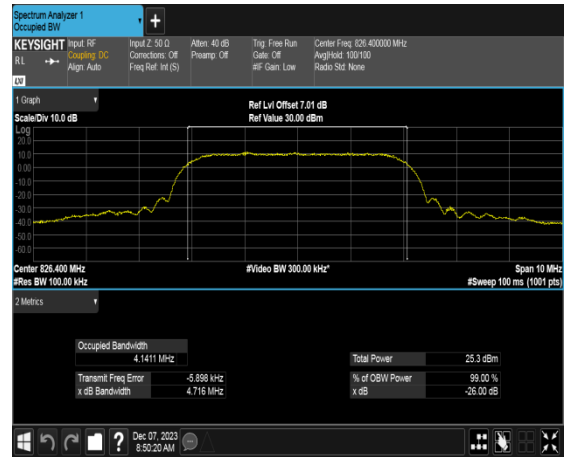 Spectrum Analyzer 1
Occupied BW
+
KEYSIGHT Input: RF Input Z: 50 Ω Atten: 40 dB Trig: Free Run Center Freq: 826.400000 MHz
RL Coupling: DC Corrections: Off Preamp: Off Gate: Off Avg|Hold: 100/100
Align: Auto Freq Ref: Int (S) #IF Gain: Low Radio Std: None
LXI
1 Graph
Ref Lvl Offset 7.01 dB
Scale/Div 10.0 dB Ref Value 30.00 dBm
Log
20.0
10.0
0.00
-10.0
-20.0
-30.0
-40.0
-50.0
-60.0
Center 826.400 MHz #Video BW 300.00 kHz* Span 10 MHz
#Res BW 100.00 kHz #Sweep 100 ms (1001 pts)
2 Metrics
Occupied Bandwidth
4.1411 MHz Total Power 25.3 dBm
Transmit Freq Error -5.898 kHz % of OBW Power 99.00 %
x dB Bandwidth 4.716 MHz x dB -26.00 dB
? Dec 07, 2023
8:50:20 AM